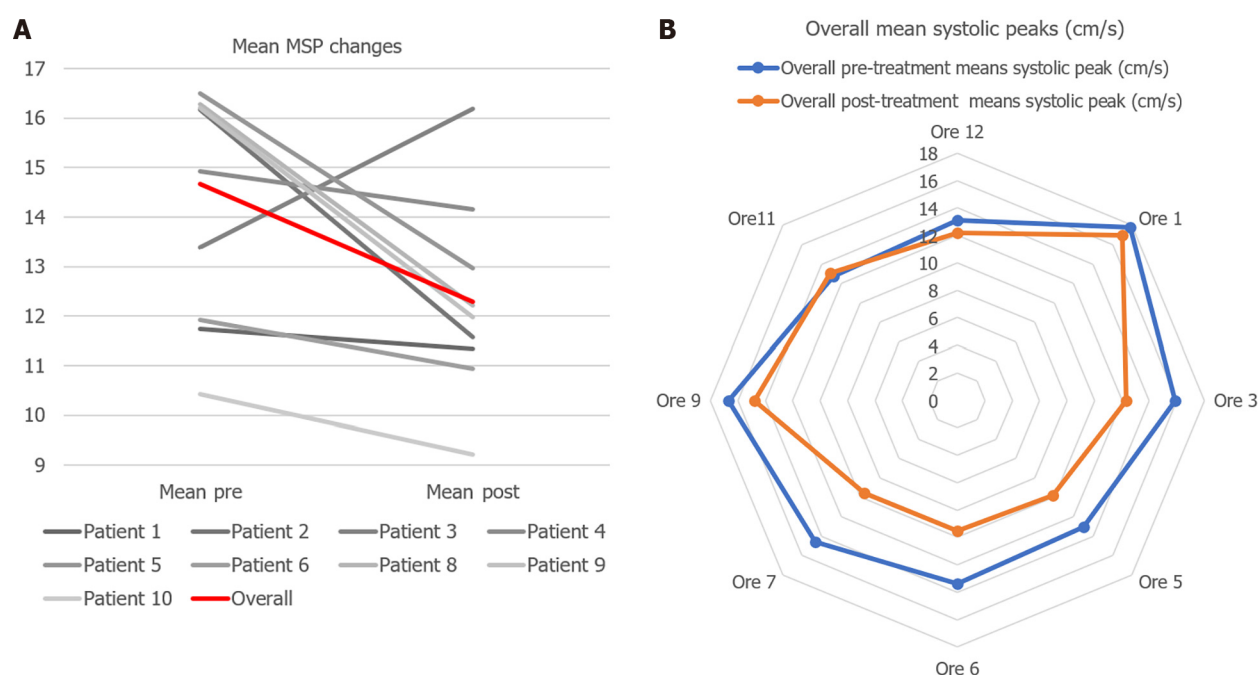 A
Mean MSP changes
17
16
15
14
13
12
11
10
9
Mean pre Mean post
Patient 1 Patient 2 Patient 3 Patient 4
Patient 5 Patient 6 Patient 8 Patient 9
Patient 10 Overall
B
Overall mean systolic peaks (cm/s)
Overall pre-treatment means systolic peak (cm/s)
Overall post-treatment means systolic peak (cm/s)
Ore 12
Ore 1
Ore 3
Ore 5
Ore 6
Ore 7
Ore 9
Ore11
18
16
14
12
10
8
6
4
2
0